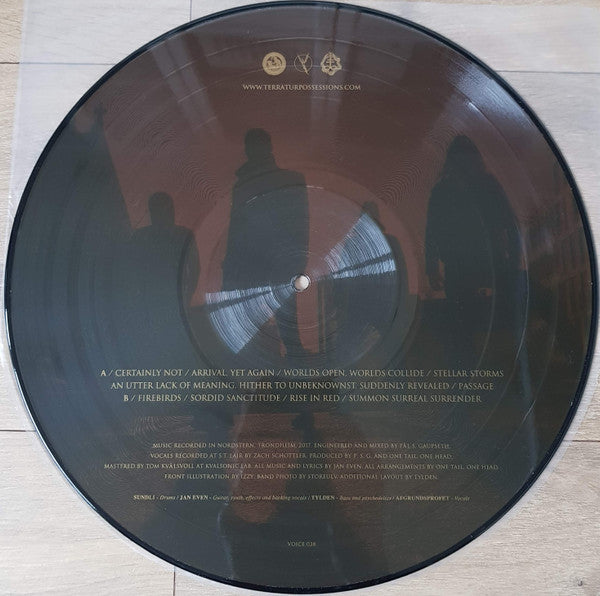 WWW.TERRATURPOSSESSIONS.COM
A / CERTAINLY NOT / ARRIVAL, YET AGAIN / WORLDS OPEN, WORLDS COLLIDE / STELLAR STORMS
AN UTTER LACK OF MEANING, HITHER TO UNBEKNOWNST, SUDDENLY REVEALED / PASSAGE
B / FIREBIRDS / SORDID SANCTITUDE / RISE IN RED / SUMMON SURREAL SURRENDER
MUSIC RECORDED IN NORDSTERN, TRONDHEIM, 2017. ENGINEERED AND MIXED BY PÅL S. GAUPSETH.
VOCALS RECORDED AT S.T. LAIR BY ZACH SCHOTTLER. PRODUCED BY P. S. G. AND ONE TAIL, ONE HEAD.
MASTERED BY TOM KVÅLSVOLL AT KVALSONIC LAB. ALL MUSIC AND LYRICS BY JAN EVEN. ALL ARRANGEMENTS BY ONE TAIL, ONE HEAD.
FRONT ILLUSTRATION BY IZZY. BAND PHOTO BY ADDITIONAL LAYOUT BY TYLDEN.
SUNDLI - Drums / JAN EVEN - Guitar, synth, effects and backing vocals / TYLDEN - Bass and psychedelics / ÆFGRUNDSPROFET - Vocals
VOICE 028